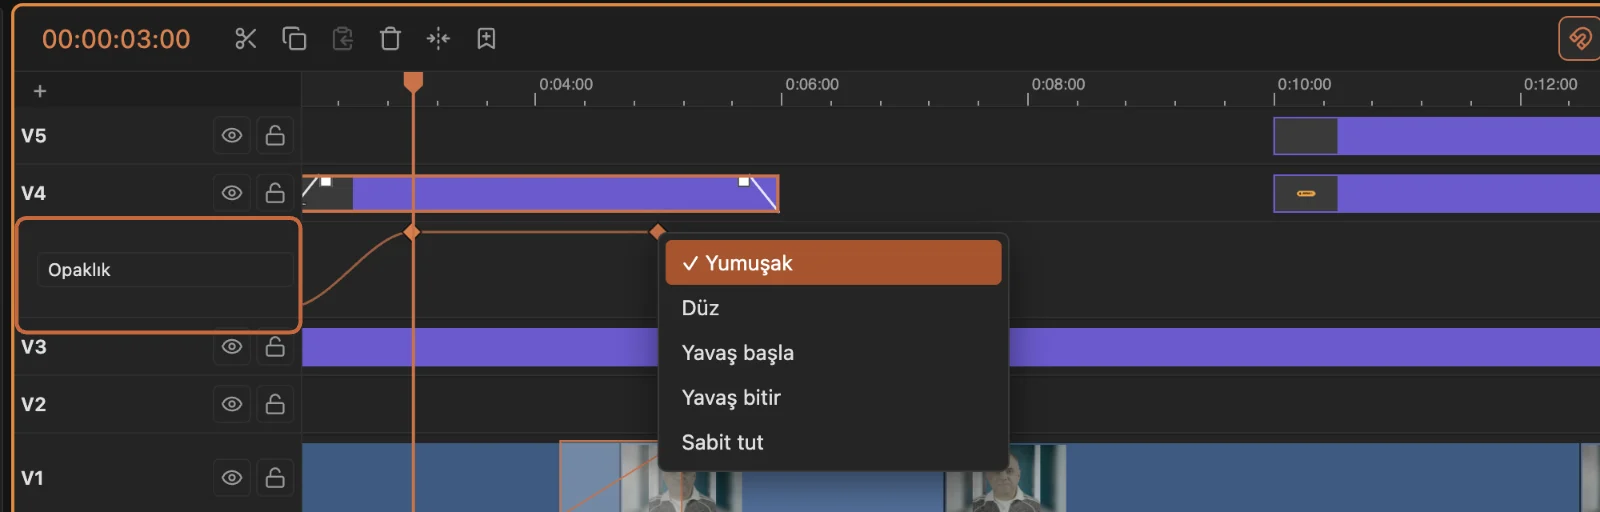 00:00:03:00
0:04:00
0:06:00
0:08:00
0:10:00
0:12:00
V5
V4
Opaklık
✓ Yumuşak
Düz
Yavaş başla
Yavaş bitir
Sabit tut
V3
V2
V1